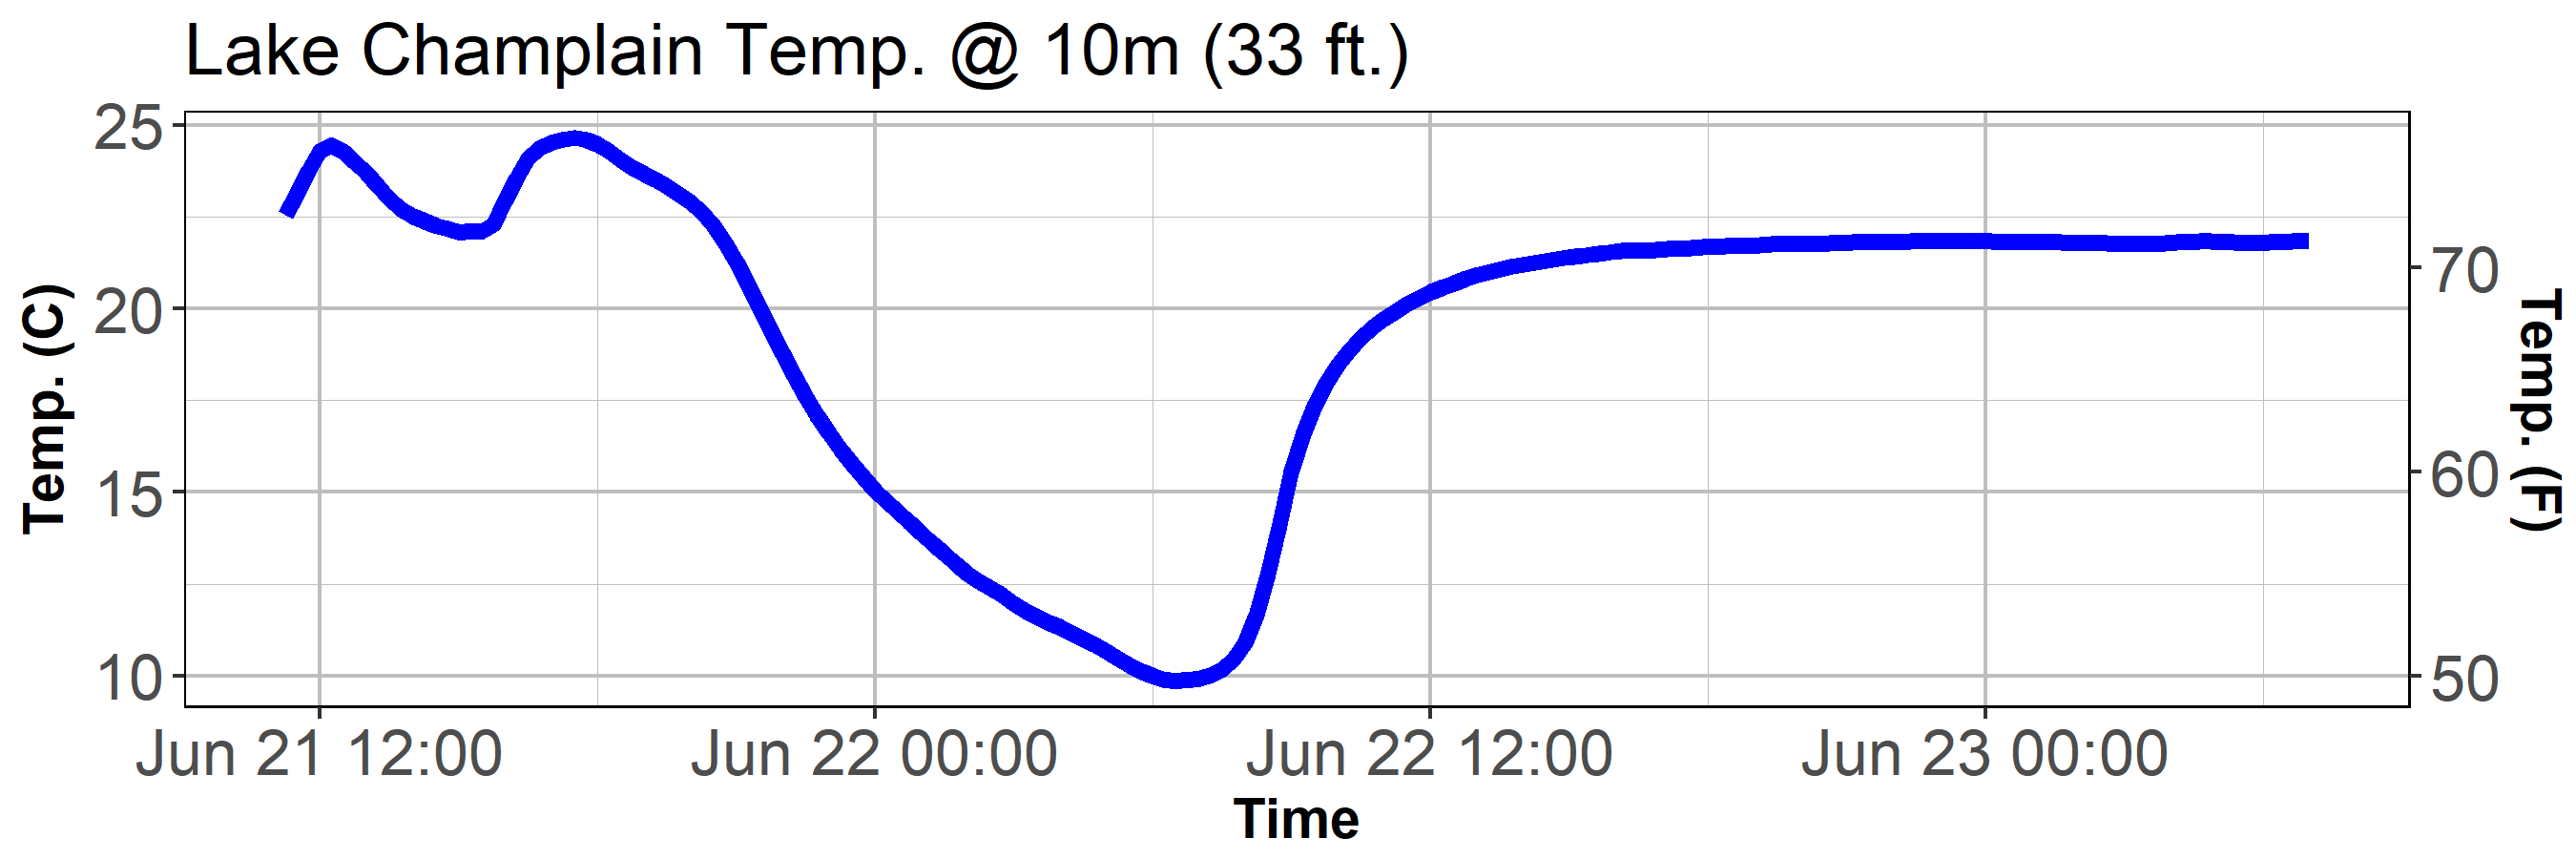 Lake Champlain Temp. @ 10m (33 ft.)
Temp. (C)
25
20
15
10
70
60
50
Temp. (F)
Jun 21 12:00 Jun 22 00:00 Jun 22 12:00 Jun 23 00:00
Time